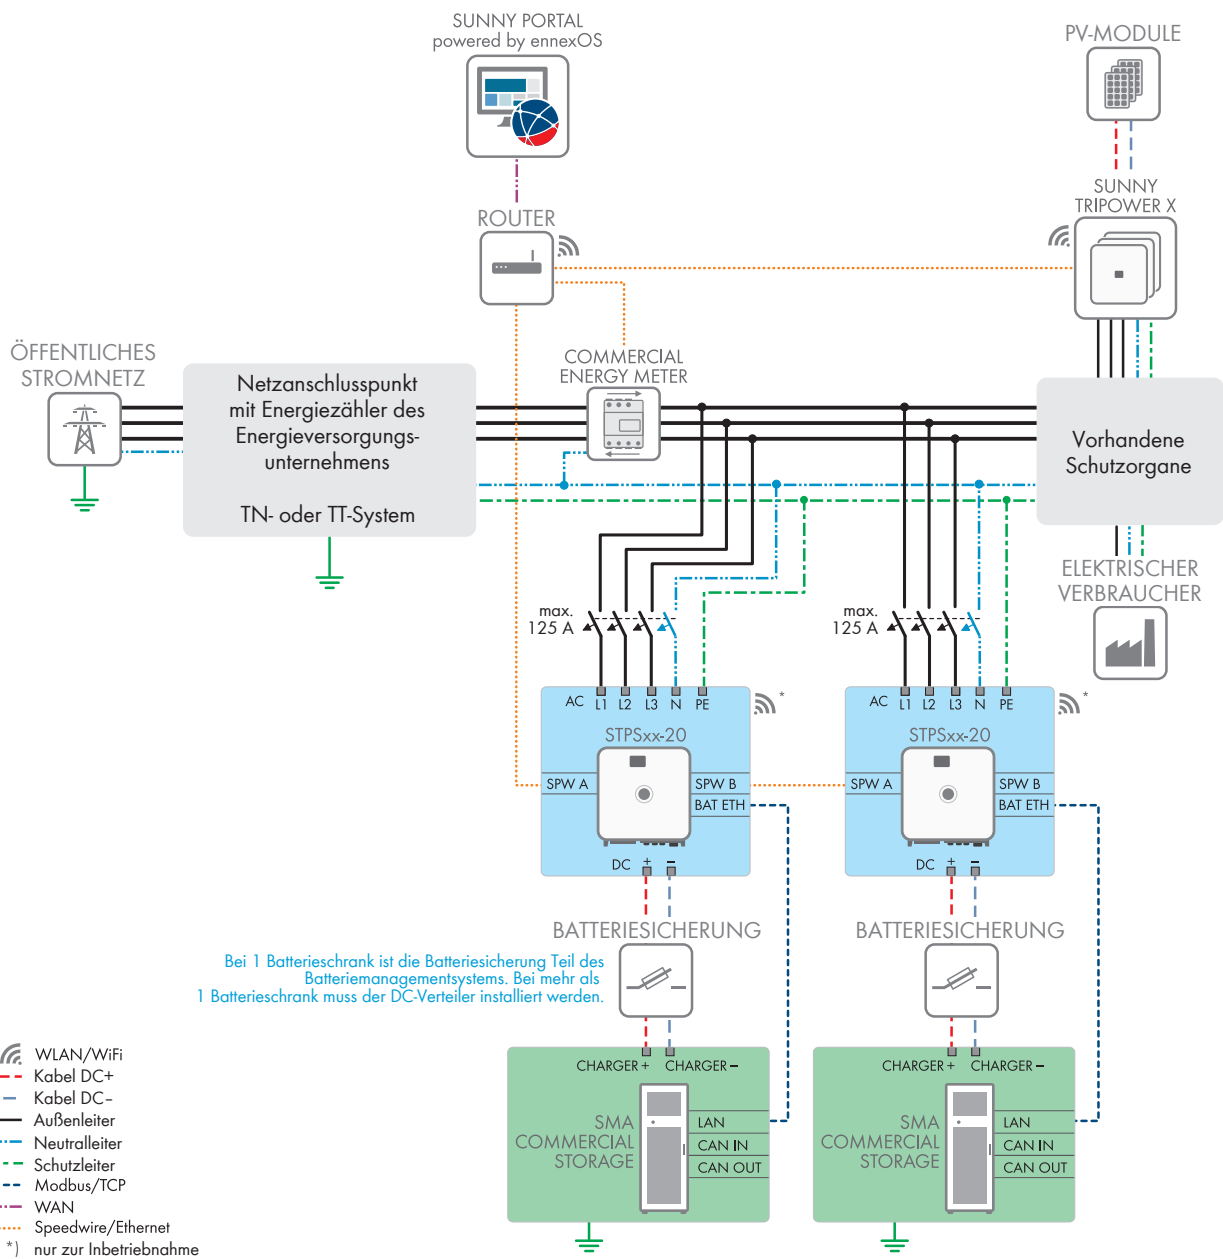 SUNNY PORTAL
powered by ennexOS
PV-MODULE
SUNNY
TRIPOWER X
ROUTER
ÖFFENTLICHES
STROMNETZ
Netzanschlusspunkt
mit Energiezähler des
Energieversorgungs-
unternehmens
TN- oder TT-System
COMMERCIAL
ENERGY METER
Vorhandene
Schutzorgane
ELEKTRISCHER
VERBRAUCHER
max.
125 A
max.
125 A
AC L1 L2 L3 N PE
*
STPSxx-20
SPW A
SPW B
BAT ETH
DC + –
AC L1 L2 L3 N PE
*
STPSxx-20
SPW A
SPW B
BAT ETH
DC + –
BATTERIESICHERUNG
BATTERIESICHERUNG
Bei 1 Batterieschrank ist die Batteriesicherung Teil des
Batteriemanagementsystems. Bei mehr als
1 Batterieschrank muss der DC-Verteiler installiert werden.
CHARGER + CHARGER –
SMA
COMMERCIAL
STORAGE
LAN
CAN IN
CAN OUT
CHARGER + CHARGER –
SMA
COMMERCIAL
STORAGE
LAN
CAN IN
CAN OUT
WLAN/WiFi
Kabel DC+
Kabel DC–
Außenleiter
Neutralleiter
Schutzleiter
Modbus/TCP
WAN
Speedwire/Ethernet
*) nur zur Inbetriebnahme